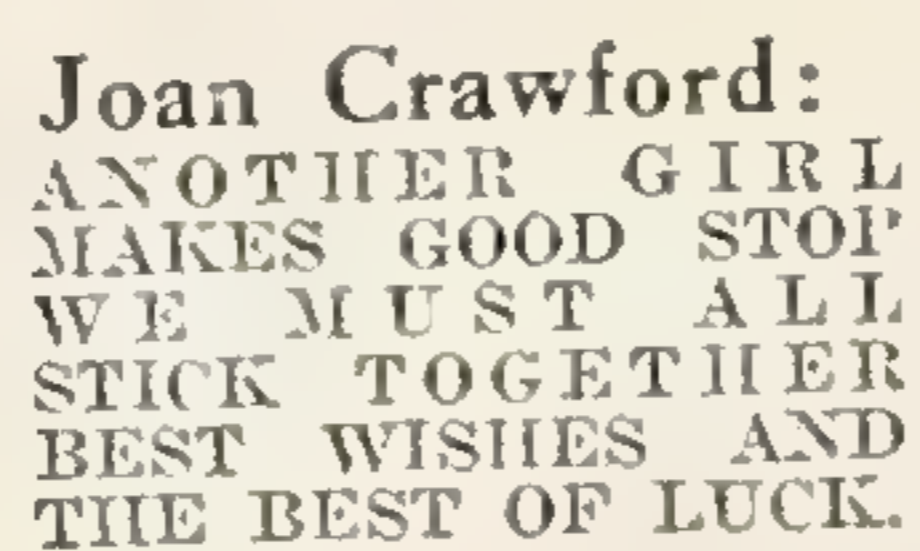 Joan Crawford:
ANOTHER GIRL
MAKES GOOD STOP
WE MUST ALL
STICK TOGETHER
BEST WISHES AND
THE BEST OF LUCK.